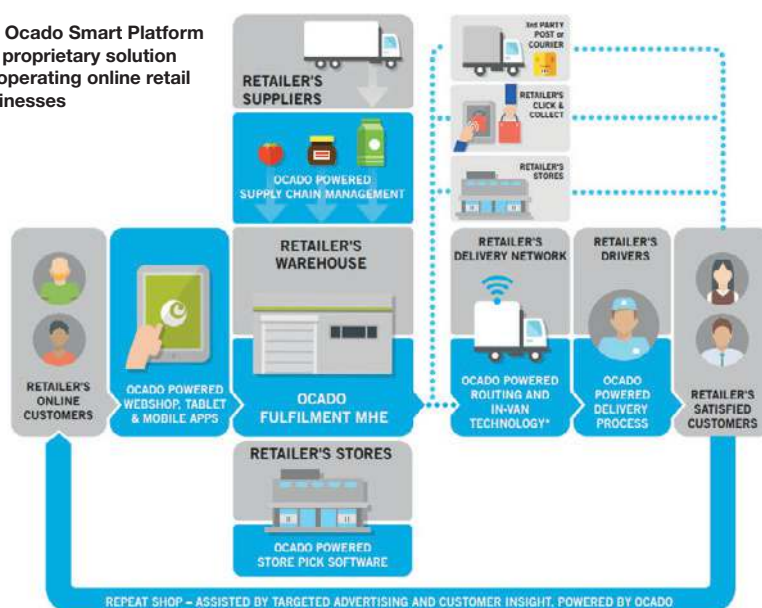 Ocado Smart Platform
proprietary solution
operating online retail
inesses
RETAILER'S
SUPPLIERS
OCADO POWERED
SUPPLY CHAIN MANAGEMENT
3rd PARTY
POST or
COURIER
RETAILER'S
CLICK &
COLLECT
RETAILER'S
STORES
RETAILER'S
ONLINE
CUSTOMERS
OCADO POWERED
WEBSHOP, TABLET
& MOBILE APPS
RETAILER'S
WAREHOUSE
OCADO
FULFILMENT MHE
RETAILER'S
DELIVERY NETWORK
OCADO POWERED
ROUTING AND
IN-VAN
TECHNOLOGY*
RETAILER'S
DRIVERS
OCADO
POWERED
DELIVERY
PROCESS
RETAILER'S
SATISFIED
CUSTOMERS
RETAILER'S STORES
OCADO POWERED
STORE PICK SOFTWARE
REPEAT SHOP – ASSISTED BY TARGETED ADVERTISING AND CUSTOMER INSIGHT, POWERED BY OCADO